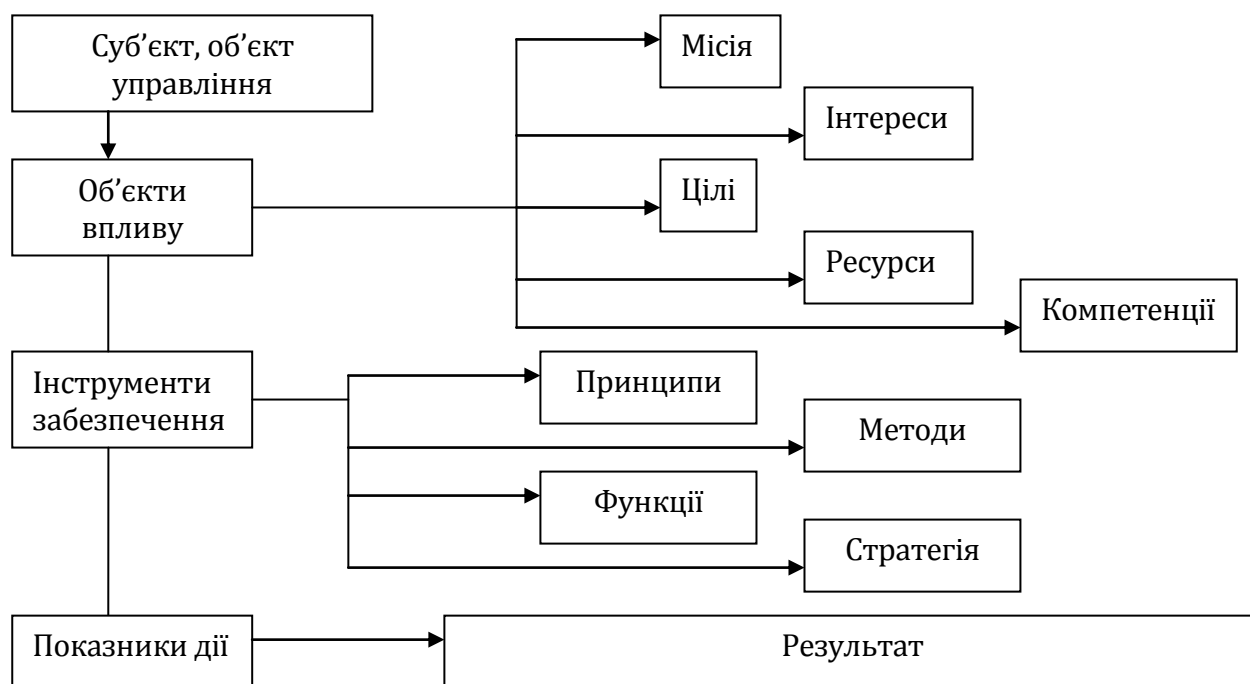 Суб’єкт, об’єкт
управління
Місія
Інтереси
Об’єкти
впливу
Цілі
Ресурси
Компетенції
Інструменти
забезпечення
Принципи
Методи
Функції
Стратегія
Показники дії
Результат